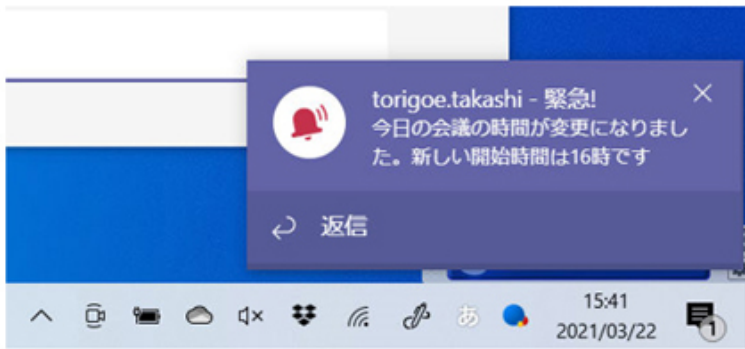 torigoe.takashi - 緊急!
今日の会議の時間が変更になりまし
た。新しい開始時間は16時です
返信
あ
15:41
2021/03/22
1